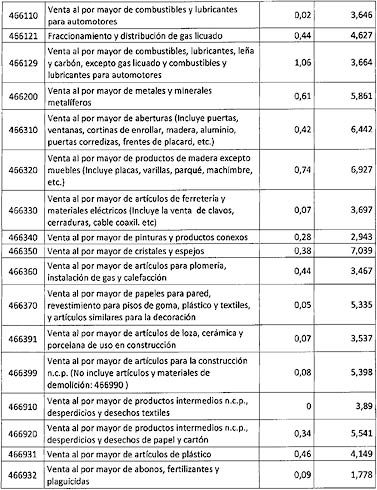 466110 Venta al por mayor de combustibles y lubricantes para automotores 0,02 3,646
466121 Fraccionamiento y distribución de gas licuado 0,44 4,627
466129 Venta al por mayor de combustibles, lubricantes, leña y carbón, excepto gas licuado y combustibles y lubricantes para automotores 1,06 3,664
466200 Venta al por mayor de metales y minerales metalíferos 0,61 5,861
466310 Venta al por mayor de aberturas (Incluye puertas, ventanas, cortinas de enrollar, madera, aluminio, puertas corredizas, frentes de placard, etc.) 0,42 6,442
466320 Venta al por mayor de productos de madera excepto muebles (Incluye placas, varillas, parqué, machimbre, etc.) 0,74 6,927
466330 Venta al por mayor de artículos de ferretería y materiales eléctricos (Incluye la venta de clavos, cerraduras, cable coaxil. etc) 0,07 3,697
466340 Venta al por mayor de pinturas y productos conexos 0,28 2,943
466350 Venta al por mayor de cristales y espejos 0,38 7,039
466360 Venta al por mayor de artículos para plomería, instalación de gas y calefacción 0,44 3,467
466370 Venta al por mayor de papeles para pared, revestimiento para pisos de goma, plástico y textiles, y artículos similares para la decoración 0,05 5,335
466391 Venta al por mayor de artículos de loza, cerámica y porcelana de uso en construcción 0,07 3,537
466399 Venta al por mayor de artículos para la construcción n.c.p. (No incluye artículos y materiales de demolición: 466990 ) 0,08 5,398
466910 Venta al por mayor de productos intermedios n.c.p., desperdicios y desechos textiles 0 3,89
466920 Venta al por mayor de productos intermedios n.c.p., desperdicios y desechos de papel y cartón 0,34 5,541
466931 Venta al por mayor de artículos de plástico 0,46 4,149
466932 Venta al por mayor de abonos, fertilizantes y plaguicidas 0,09 1,778